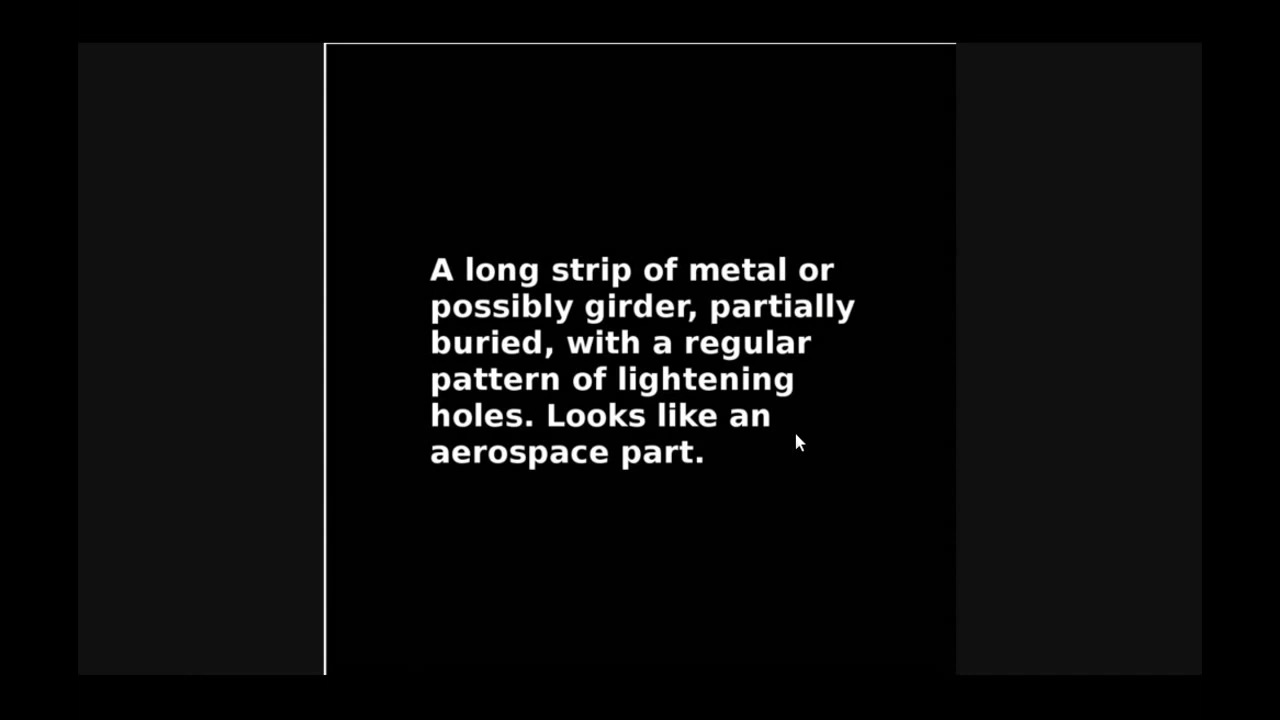 A long strip of metal or
possibly girder, partially
buried, with a regular
pattern of lightening
holes. Looks like an
aerospace part.